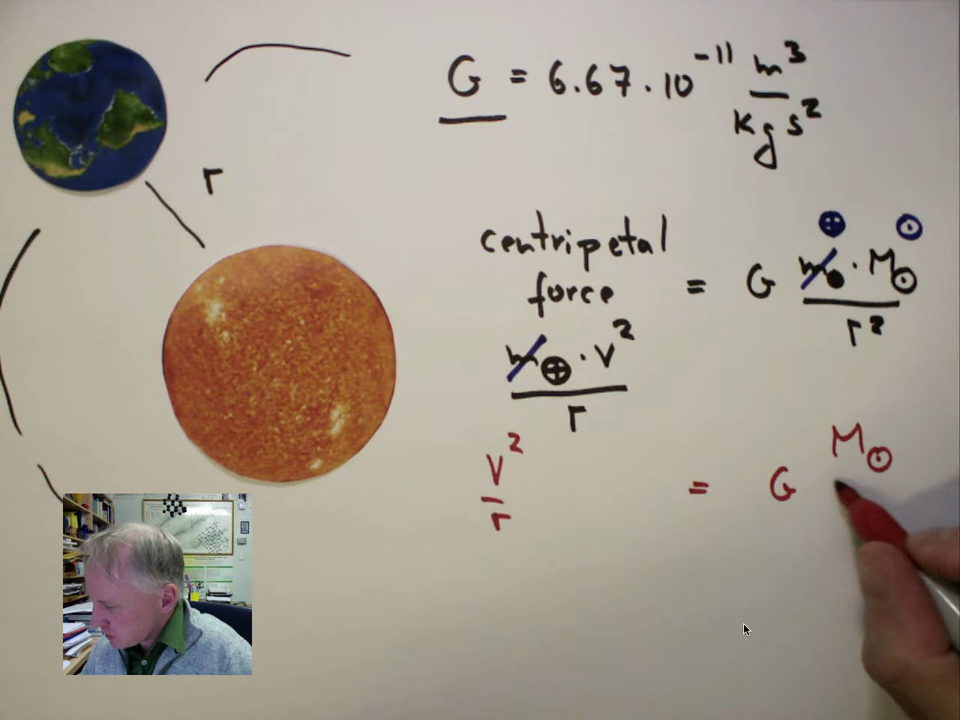 G = 6.67 · 10⁻¹¹ m³/kg s²
r
⊕ ⊙
centripetal
force = G m⊕ · M⊙ / r²
m⊕ · v² / r
v²/r = G M⊙